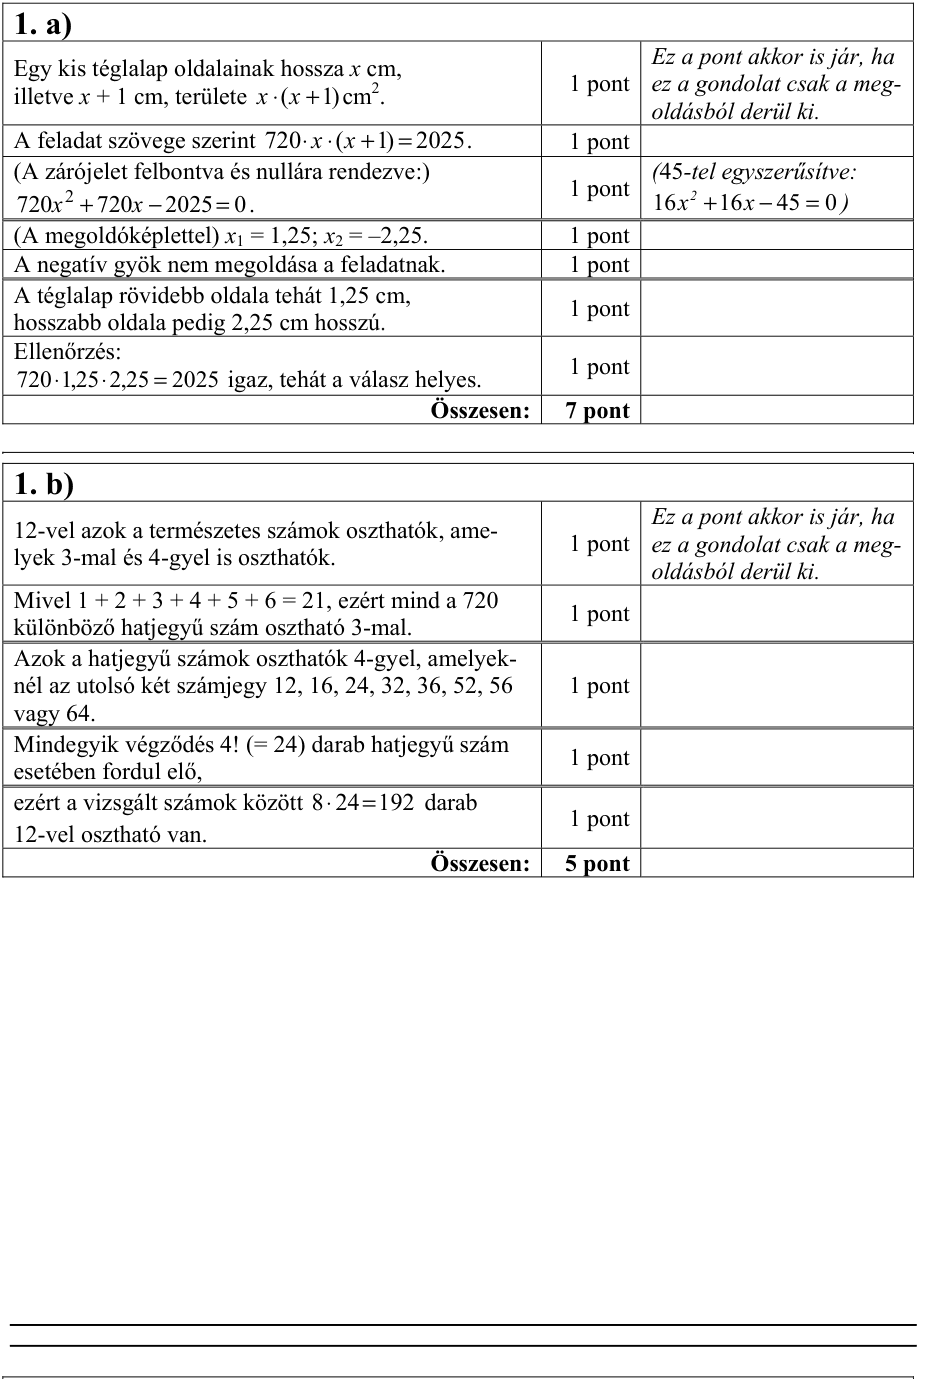 1. a)
Egy kis téglalap oldalainak hossza x cm,
illetve x + 1 cm, területe x · (x + 1) cm².
1 pont
Ez a pont akkor is jár, ha
ez a gondolat csak a meg-
oldásból derül ki.
A feladat szövege szerint 720 · x · (x + 1) = 2025.
1 pont
(A zárójelet felbontva és nullára rendezve:)
720x² + 720x − 2025 = 0.
1 pont
(45-tel egyszerűsítve:
16x² + 16x − 45 = 0)
(A megoldóképlettel) x₁ = 1,25; x₂ = –2,25.
1 pont
A negatív gyök nem megoldása a feladatnak.
1 pont
A téglalap rövidebb oldala tehát 1,25 cm,
hosszabb oldala pedig 2,25 cm hosszú.
1 pont
Ellenőrzés:
720 · 1,25 · 2,25 = 2025 igaz, tehát a válasz helyes.
1 pont
Összesen: 7 pont
1. b)
12-vel azok a természetes számok oszthatók, ame-
lyek 3-mal és 4-gyel is oszthatók.
1 pont
Ez a pont akkor is jár, ha
ez a gondolat csak a meg-
oldásból derül ki.
Mivel 1 + 2 + 3 + 4 + 5 + 6 = 21, ezért mind a 720
különböző hatjegyű szám osztható 3-mal.
1 pont
Azok a hatjegyű számok oszthatók 4-gyel, amelyek-
nél az utolsó két számjegy 12, 16, 24, 32, 36, 52, 56
vagy 64.
1 pont
Mindegyik végződés 4! (= 24) darab hatjegyű szám
esetében fordul elő,
1 pont
ezért a vizsgált számok között 8 · 24 = 192 darab
12-vel osztható van.
1 pont
Összesen: 5 pont